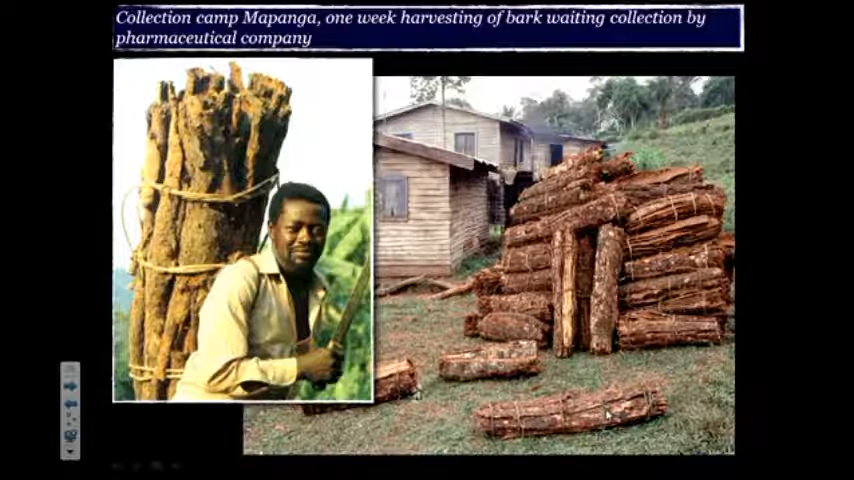 Collection camp Mapanga, one week harvesting of bark waiting collection by
pharmaceutical company